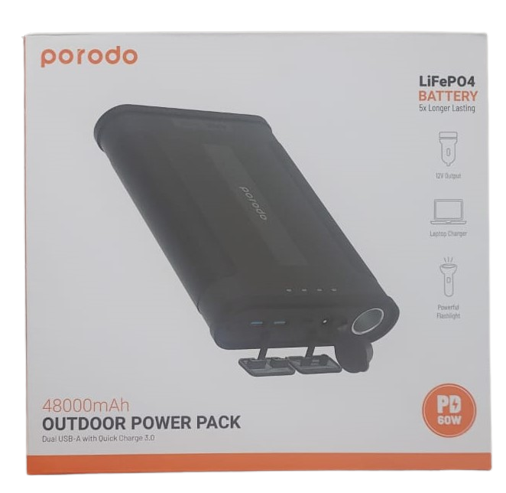 porodo
LiFePO4
BATTERY
5x Longer Lasting
12V Output
Laptop Charger
Powerful
Flashlight
porodo
48000mAh
OUTDOOR POWER PACK
Dual USB-A with Quick Charge 3.0
PD
60W